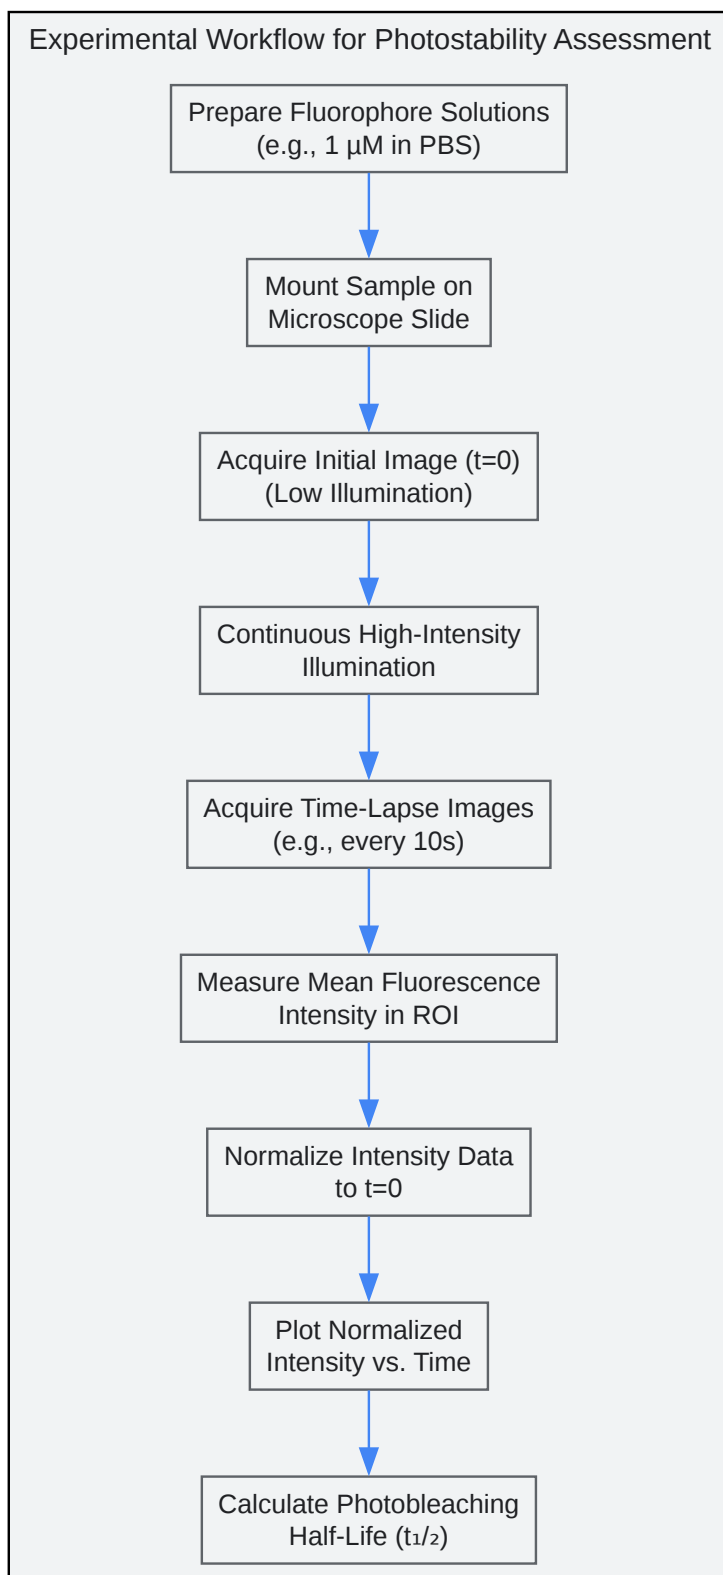 Experimental Workflow for Photostability Assessment
Prepare Fluorophore Solutions
(e.g., 1 µM in PBS)
Mount Sample on
Microscope Slide
Acquire Initial Image (t=0)
(Low Illumination)
Continuous High-Intensity
Illumination
Acquire Time-Lapse Images
(e.g., every 10s)
Measure Mean Fluorescence
Intensity in ROI
Normalize Intensity Data
to t=0
Plot Normalized
Intensity vs. Time
Calculate Photobleaching
Half-Life (t₁/₂)